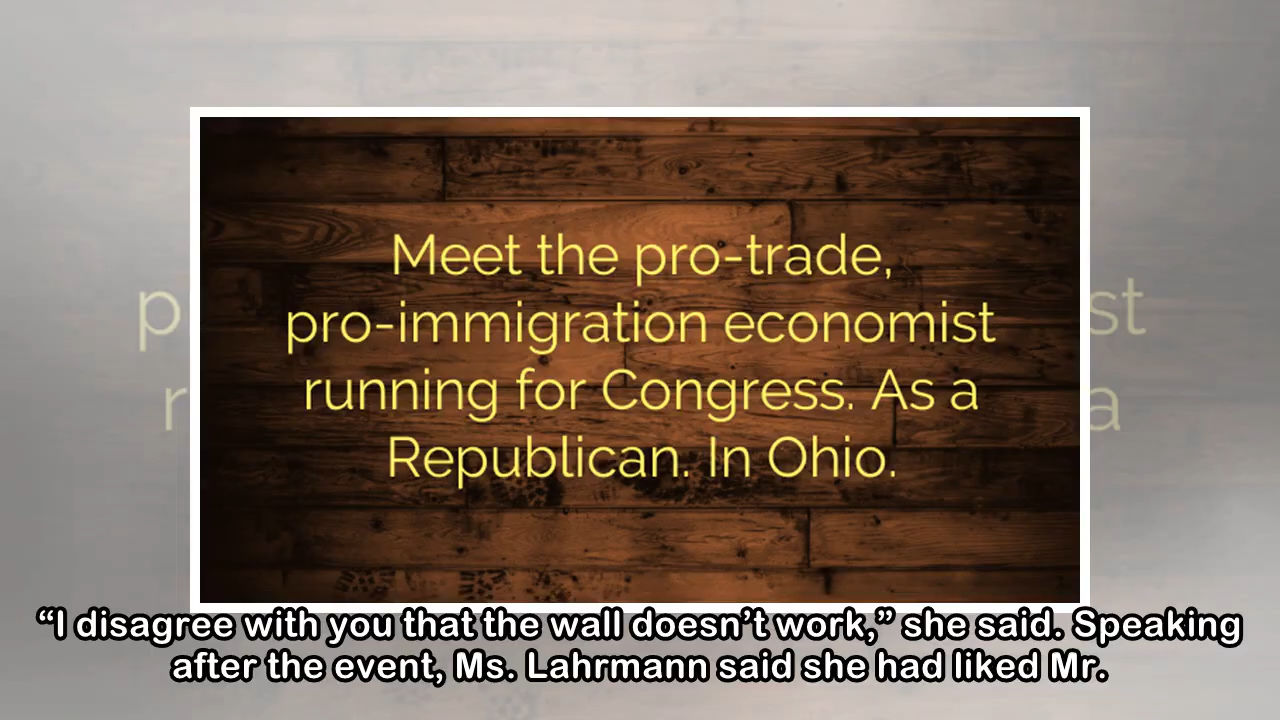 Meet the pro-trade,
pro-immigration economist
running for Congress. As a
Republican. In Ohio.
“I disagree with you that the wall doesn’t work,” she said. Speaking
after the event, Ms. Lahrmann said she had liked Mr.